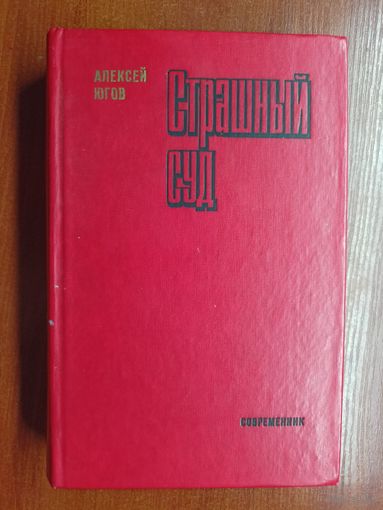 АЛЕКСЕЙ
ЮГОВ
Страшный
суд
СОВРЕМЕННИК